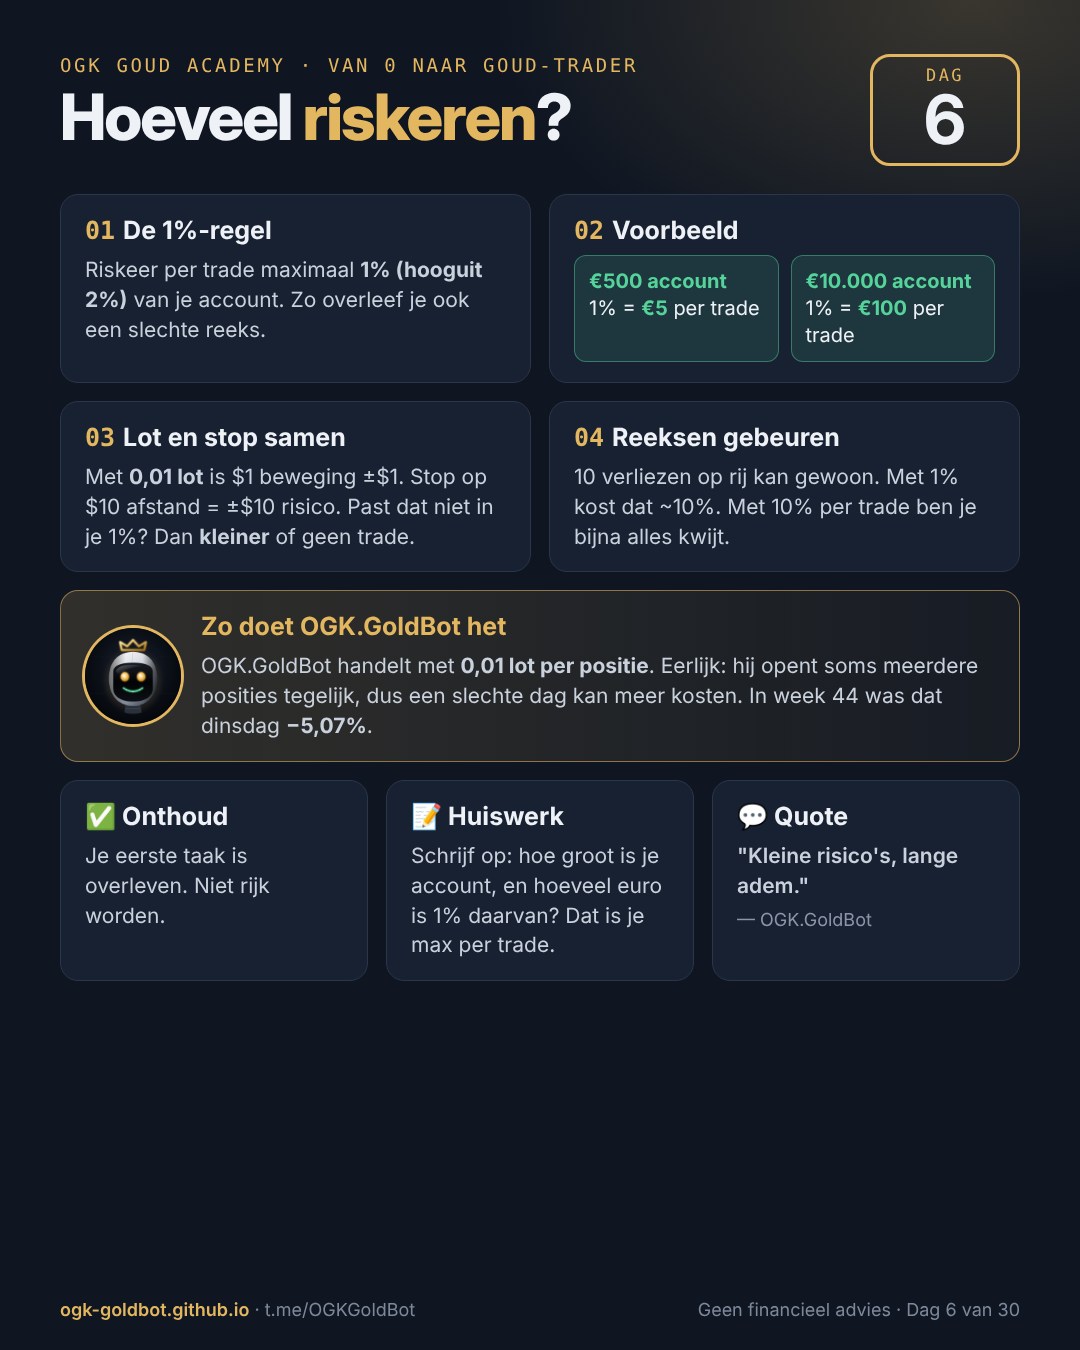 OGK GOUD ACADEMY · VAN 0 NAAR GOUD-TRADER
Hoeveel riskeren?
DAG
6
01 De 1%-regel
Riskeer per trade maximaal 1% (hooguit
2%) van je account. Zo overleef je ook
een slechte reeks.
02 Voorbeeld
€500 account
1% = €5 per trade
€10.000 account
1% = €100 per
trade
03 Lot en stop samen
Met 0,01 lot is $1 beweging ±$1. Stop op
$10 afstand = ±$10 risico. Past dat niet in
je 1%? Dan kleiner of geen trade.
04 Reeksen gebeuren
10 verliezen op rij kan gewoon. Met 1%
kost dat ~10%. Met 10% per trade ben je
bijna alles kwijt.
Zo doet OGK.GoldBot het
OGK.GoldBot handelt met 0,01 lot per positie. Eerlijk: hij opent soms meerdere
posities tegelijk, dus een slechte dag kan meer kosten. In week 44 was dat
dinsdag −5,07%.
✅ Onthoud
Je eerste taak is
overleven. Niet rijk
worden.
📝 Huiswerk
Schrijf op: hoe groot is je
account, en hoeveel euro
is 1% daarvan? Dat is je
max per trade.
💬 Quote
"Kleine risico's, lange
adem."
— OGK.GoldBot
ogk-goldbot.github.io · t.me/OGKGoldBot
Geen financieel advies · Dag 6 van 30